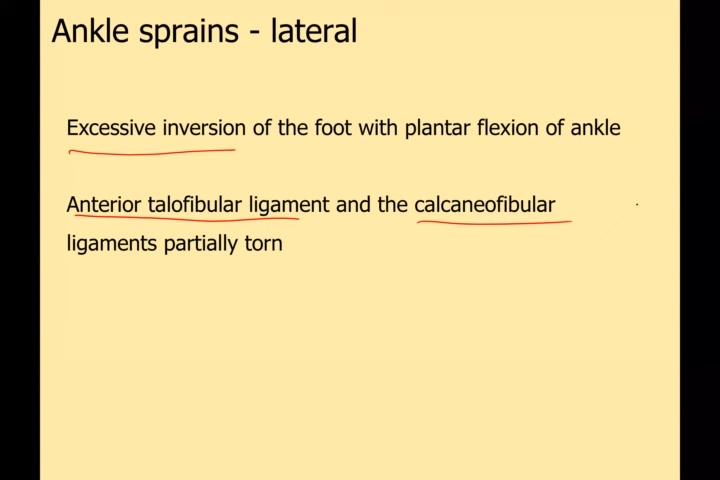 Ankle sprains - lateral
Excessive inversion of the foot with plantar flexion of ankle
Anterior talofibular ligament and the calcaneofibular
ligaments partially torn